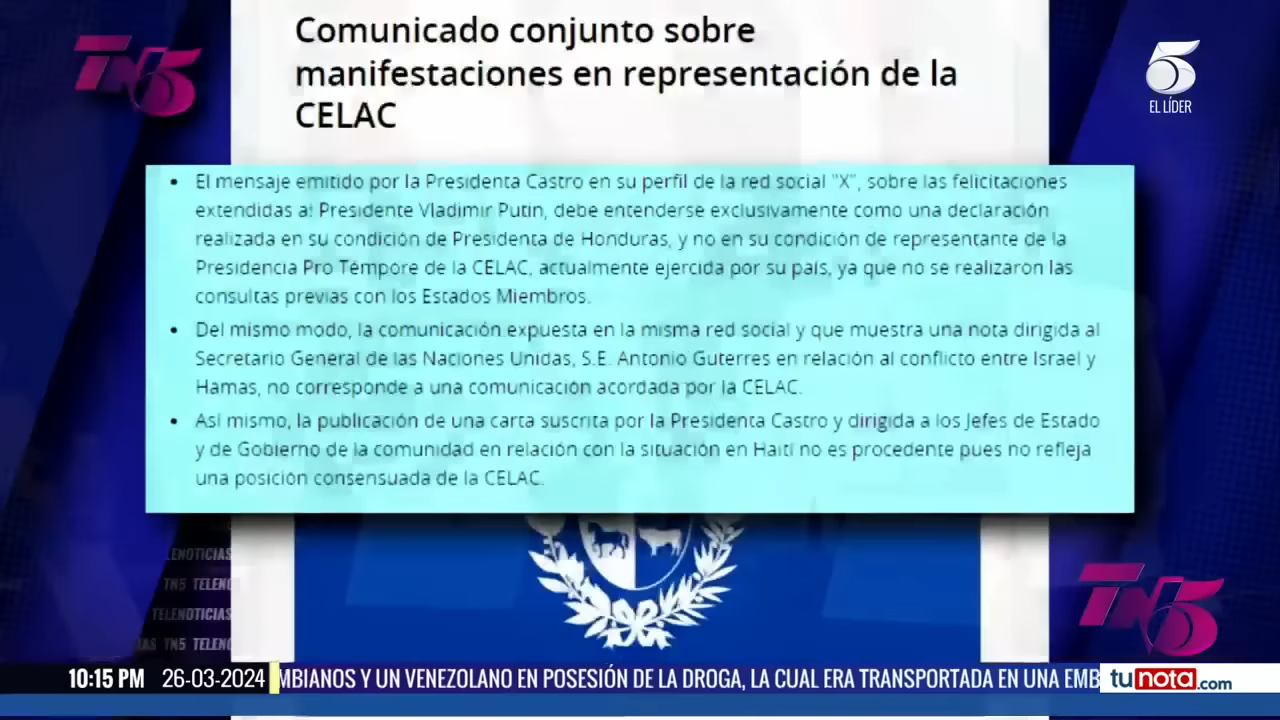 Comunicado conjunto sobre
manifestaciones en representación de la
CELAC
TN5
5
EL LÍDER
• El mensaje emitido por la Presidenta Castro en su perfil de la red social "X", sobre las felicitaciones
extendidas al Presidente Vladimir Putin, debe entenderse exclusivamente como una declaración
realizada en su condición de Presidenta de Honduras, y no en su condición de representante de la
Presidencia Pro Témpore de la CELAC, actualmente ejercida por su país, ya que no se realizaron las
consultas previas con los Estados Miembros.
• Del mismo modo, la comunicación expuesta en la misma red social y que muestra una nota dirigida al
Secretario General de las Naciones Unidas, S.E. Antonio Guterres en relación al conflicto entre Israel y
Hamas, no corresponde a una comunicación acordada por la CELAC.
• Así mismo, la publicación de una carta suscrita por la Presidenta Castro y dirigida a los Jefes de Estado
y de Gobierno de la comunidad en relación con la situación en Haití no es procedente pues no refleja
una posición consensuada de la CELAC.
LENOTICIAS
TN5 TELENO
TELENOTICIAS
IAS TN5 TELENO
TN5
10:15 PM 26-03-2024 MBIANOS Y UN VENEZOLANO EN POSESIÓN DE LA DROGA, LA CUAL ERA TRANSPORTADA EN UNA EMB tunota.com